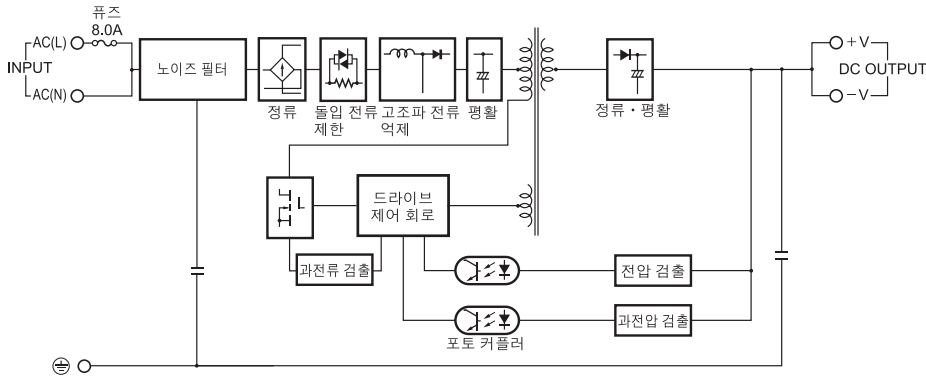 퓨즈
8.0A
AC(L)
INPUT
AC(N)
노이즈 필터
정류
돌입 전류
제한
고조파 전류
억제
평활
정류・평활
+V
DC OUTPUT
−V
드라이브
제어 회로
과전류 검출
전압 검출
과전압 검출
포토 커플러